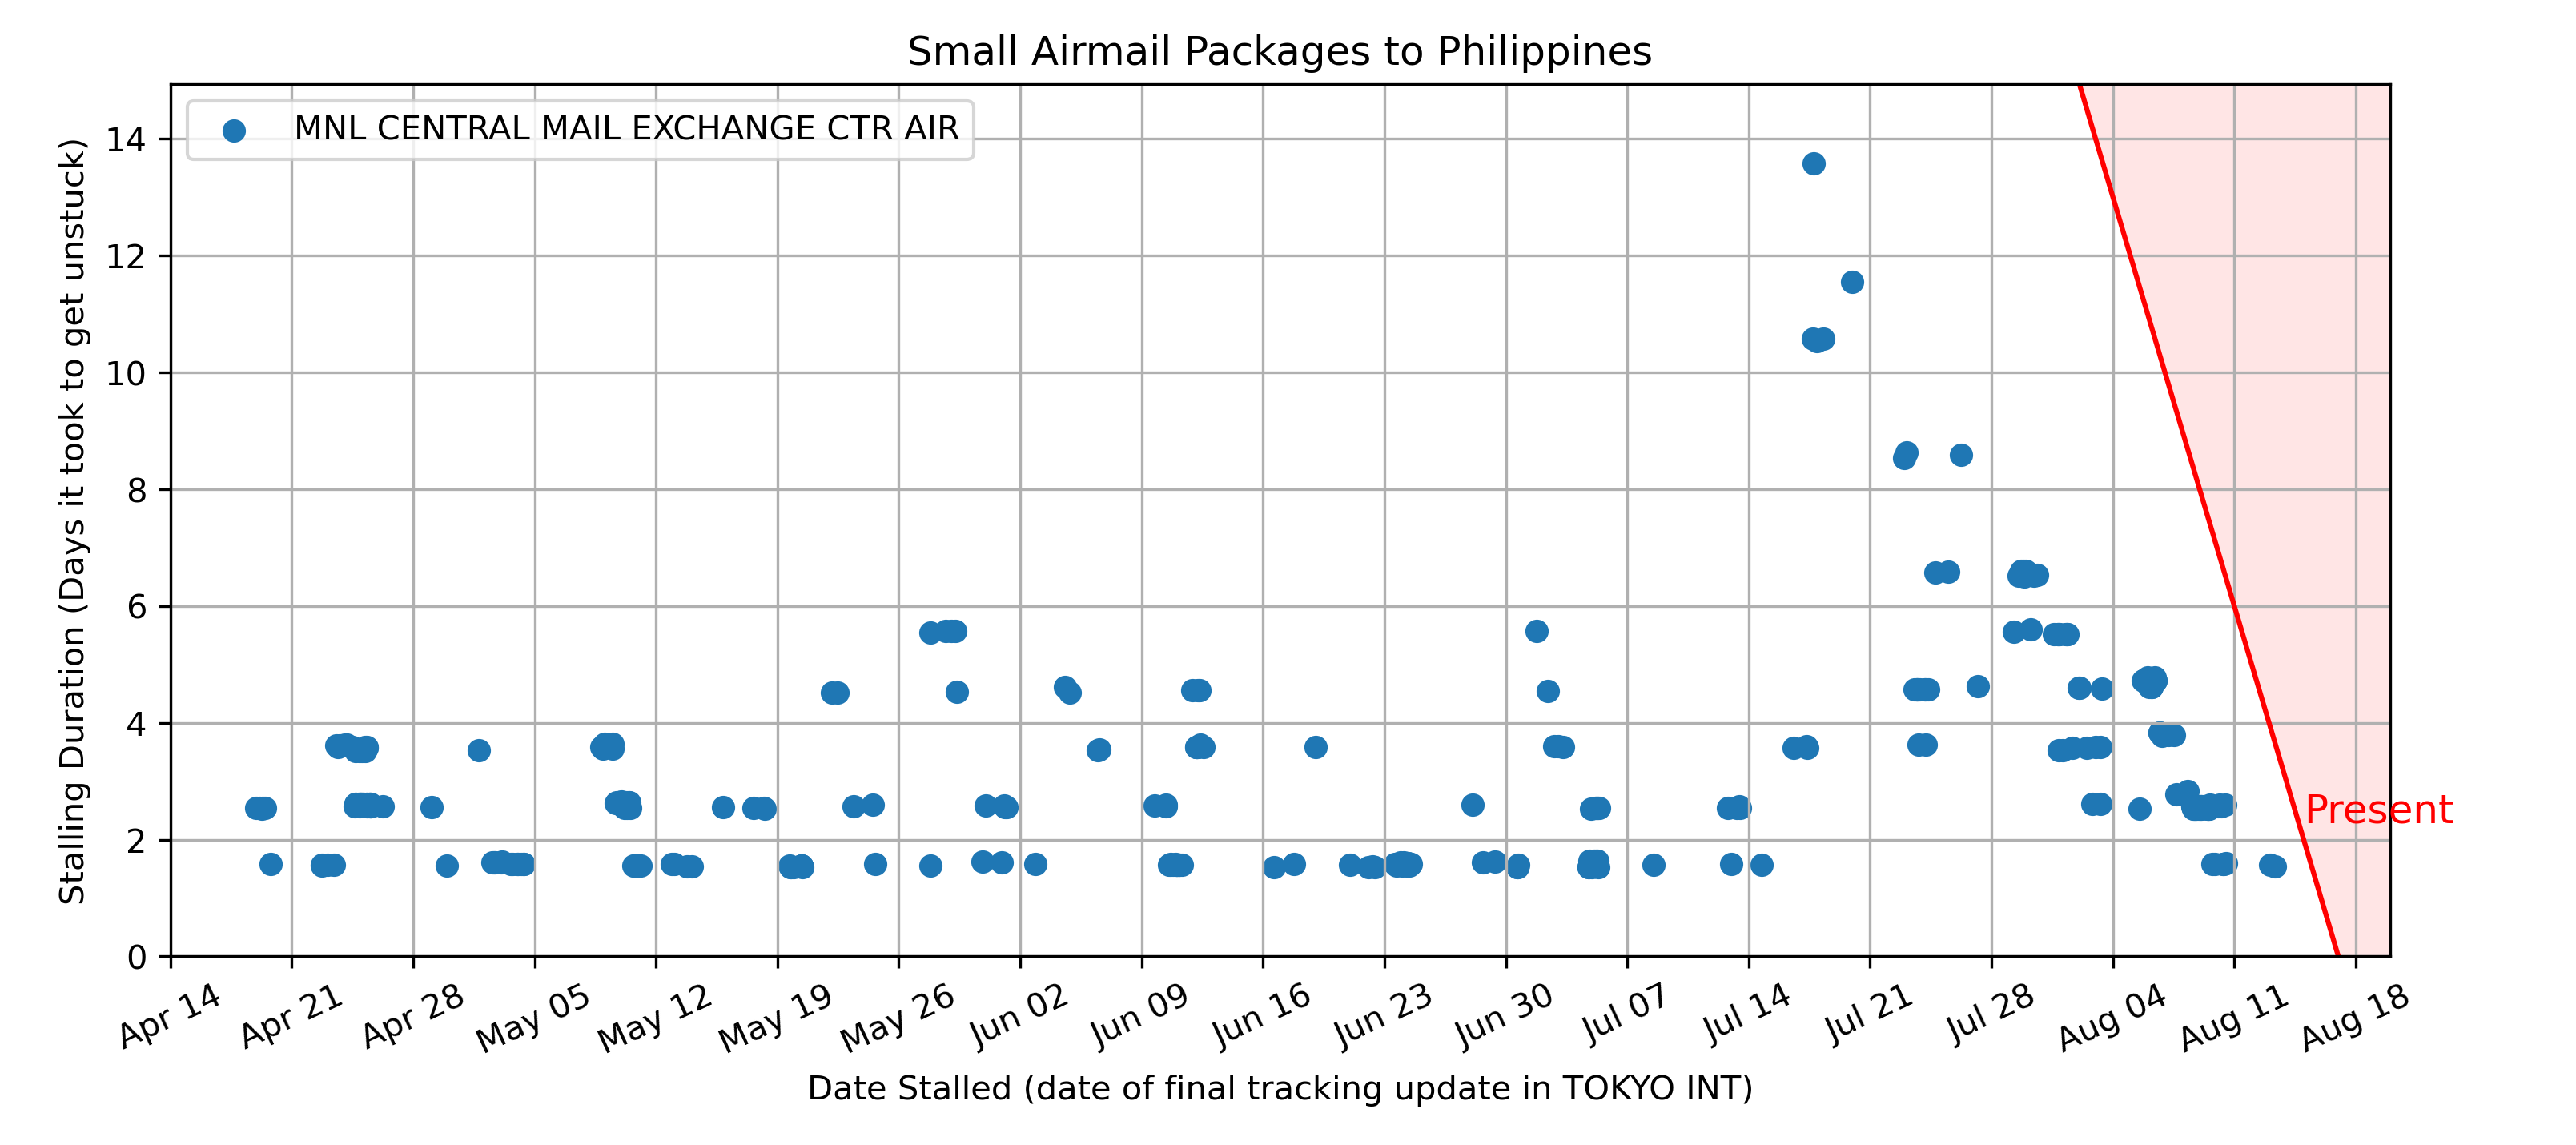 Small Airmail Packages to Philippines
MNL CENTRAL MAIL EXCHANGE CTR AIR
Stalling Duration (Days it took to get unstuck)
14
12
10
8
6
4
2
0
Present
Apr 14
Apr 21
Apr 28
May 05
May 12
May 19
May 26
Jun 02
Jun 09
Jun 16
Jun 23
Jun 30
Jul 07
Jul 14
Jul 21
Jul 28
Aug 04
Aug 11
Aug 18
Date Stalled (date of final tracking update in TOKYO INT)